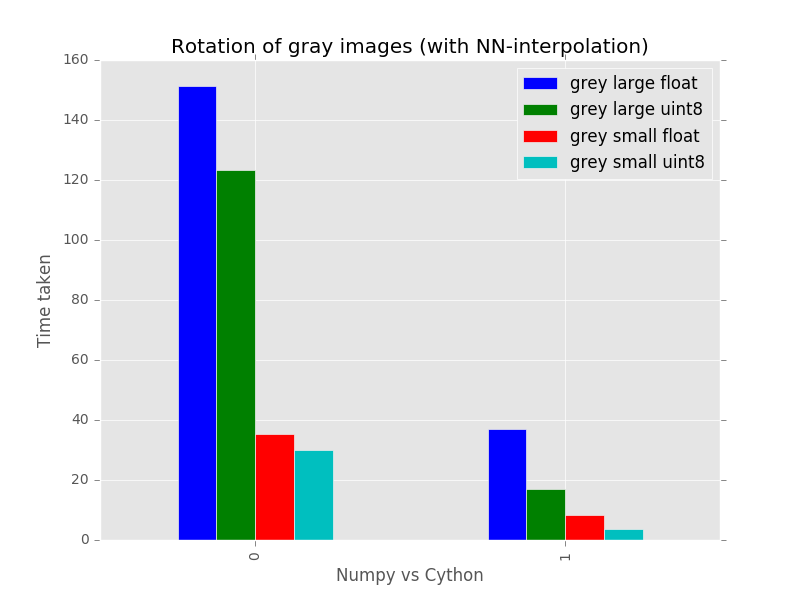 Rotation of gray images (with NN-interpolation)
160
140
120
100
80
60
40
20
0
Time taken
grey large float
grey large uint8
grey small float
grey small uint8
0
1
Numpy vs Cython